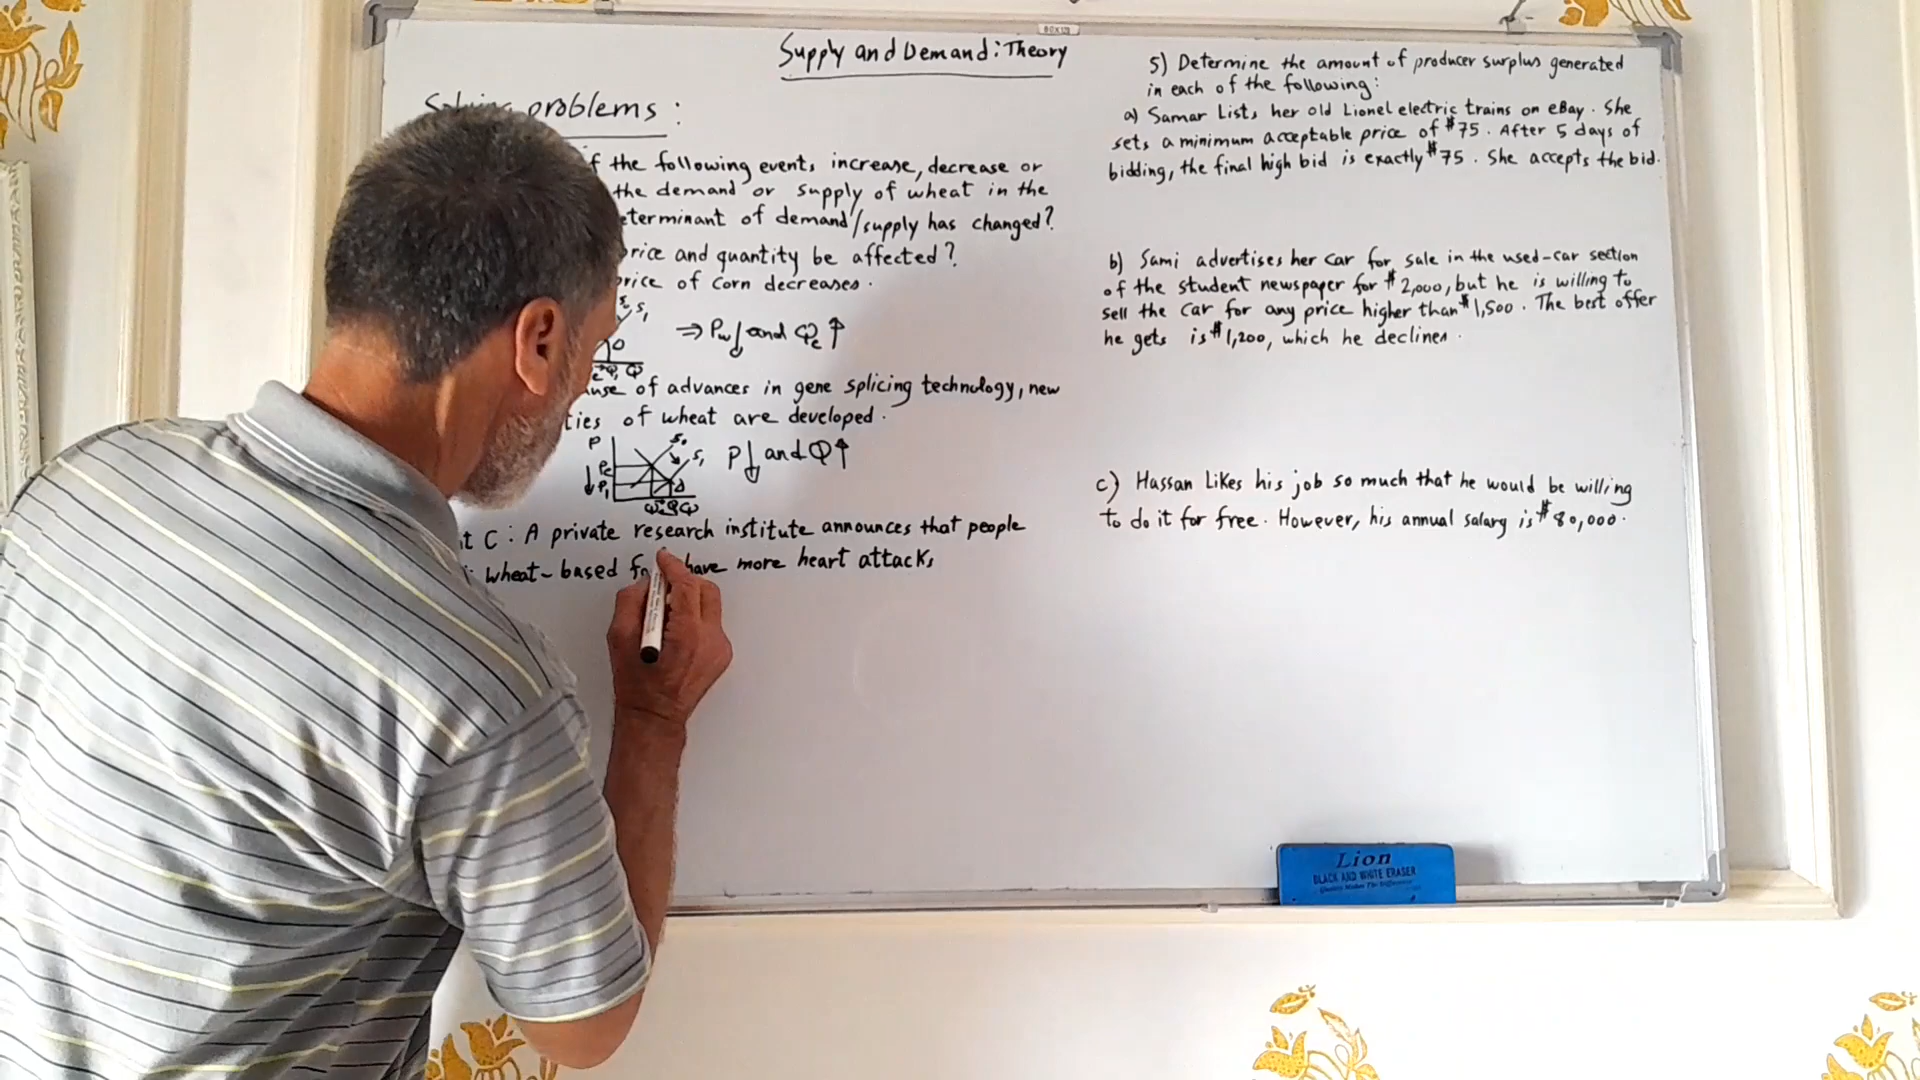 Supply and Demand: Theory
problems :
f the following events increase, decrease or
the demand or supply of wheat in the
eterminant of demand/supply has changed?
rice and quantity be affected?
rice of corn decreases.
S₁
⇒ Pw↓ and Qe↑
D
Q₁ Q
ause of advances in gene splicing technology, new
ties of wheat are developed.
P
S₀
S₁
P↓ and Q↑
Pe
P₁
D
t C: A private research institute announces that people
wheat-based have more heart attacks
5) Determine the amount of producer surplus generated
in each of the following:
a) Samar Lists her old Lionel electric trains on eBay. She
sets a minimum acceptable price of $75. After 5 days of
bidding, the final high bid is exactly $75. She accepts the bid.
b) Sami advertises her car for sale in the used-car section
of the student newspaper for $2,000, but he is willing to
sell the car for any price higher than $1,500. The best offer
he gets is $1,200, which he declines.
c) Hassan Likes his job so much that he would be willing
to do it for free. However, his annual salary is $80,000.
Lion
BLACK AND WHITE ERASER